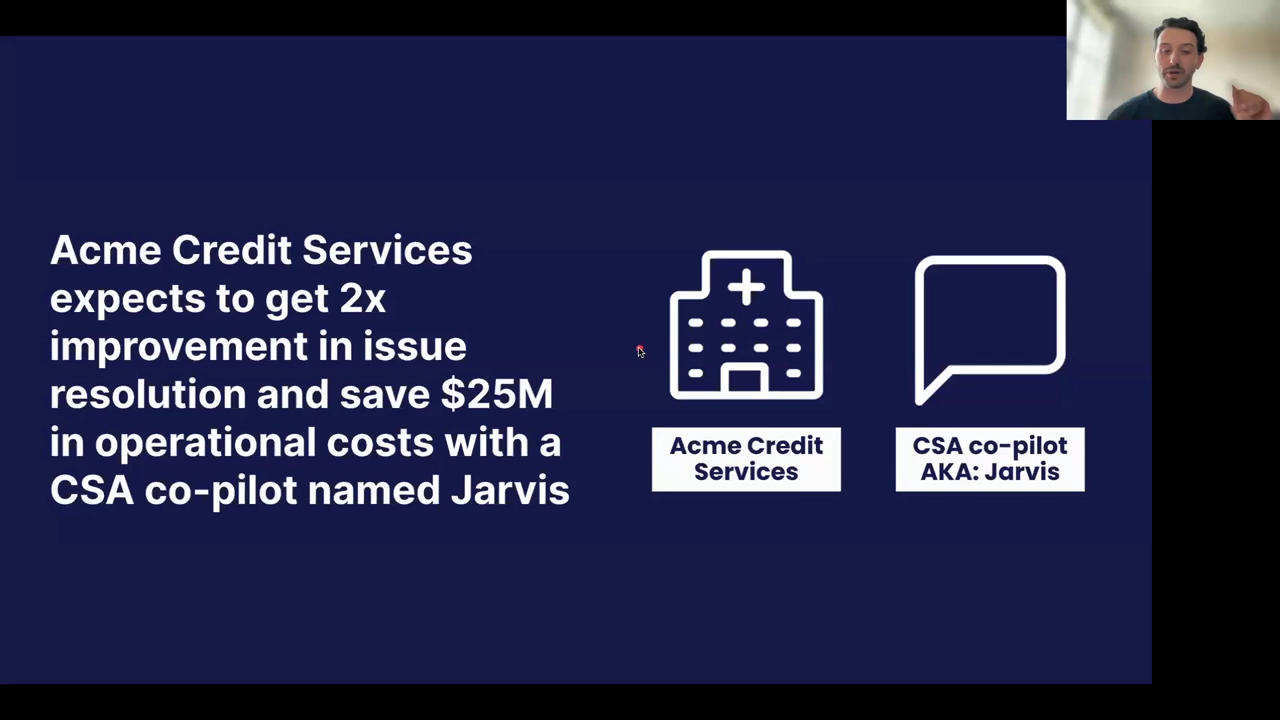 Acme Credit Services
expects to get 2x
improvement in issue
resolution and save $25M
in operational costs with a
CSA co-pilot named Jarvis
Acme Credit
Services
CSA co-pilot
AKA: Jarvis